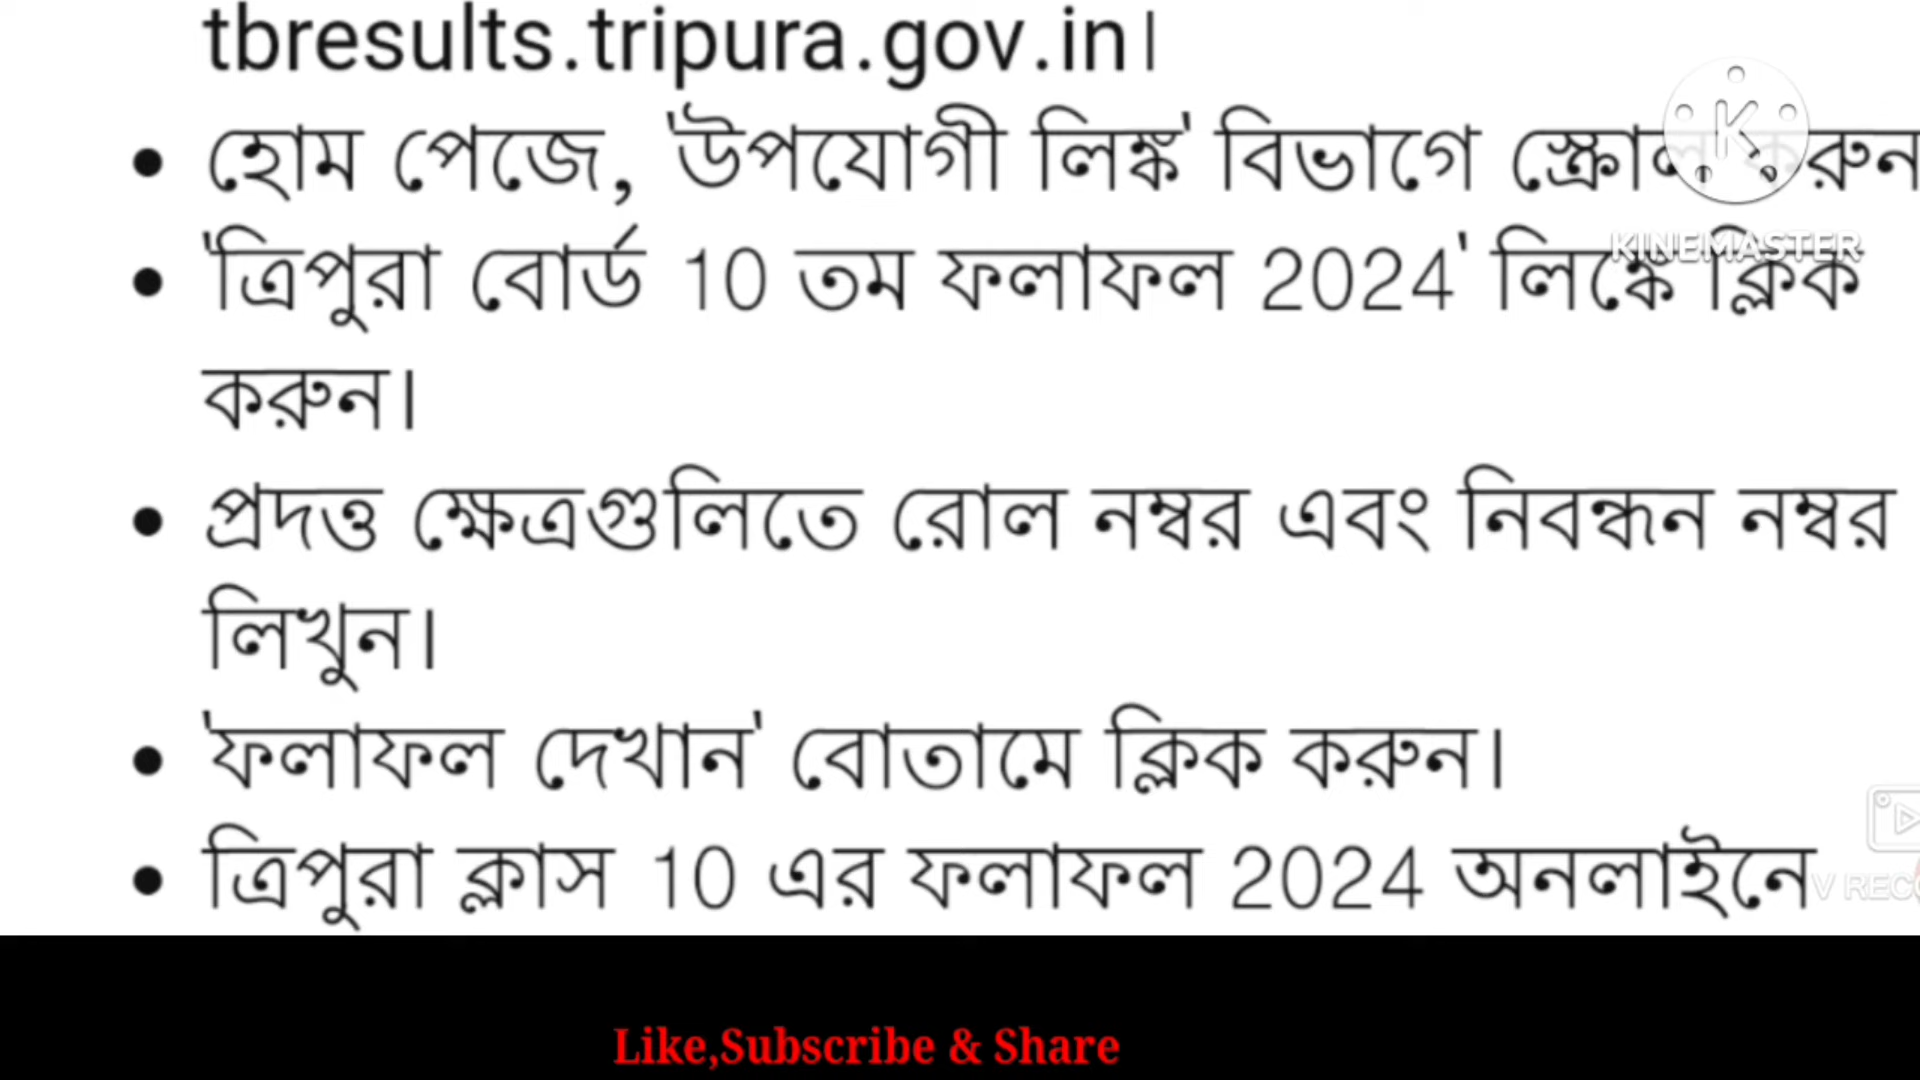 tbresults.tripura.gov.in।
• হোম পেজে, 'উপযোগী লিঙ্ক' বিভাগে স্ক্রোল করুন
• 'ত্রিপুরা বোর্ড 10 তম ফলাফল 2024' লিঙ্কে ক্লিক
করুন।
• প্রদত্ত ক্ষেত্রগুলিতে রোল নম্বর এবং নিবন্ধন নম্বর
লিখুন।
• 'ফলাফল দেখান' বোতামে ক্লিক করুন।
• ত্রিপুরা ক্লাস 10 এর ফলাফল 2024 অনলাইনে
K
KINEMASTER
Like,Subscribe & Share